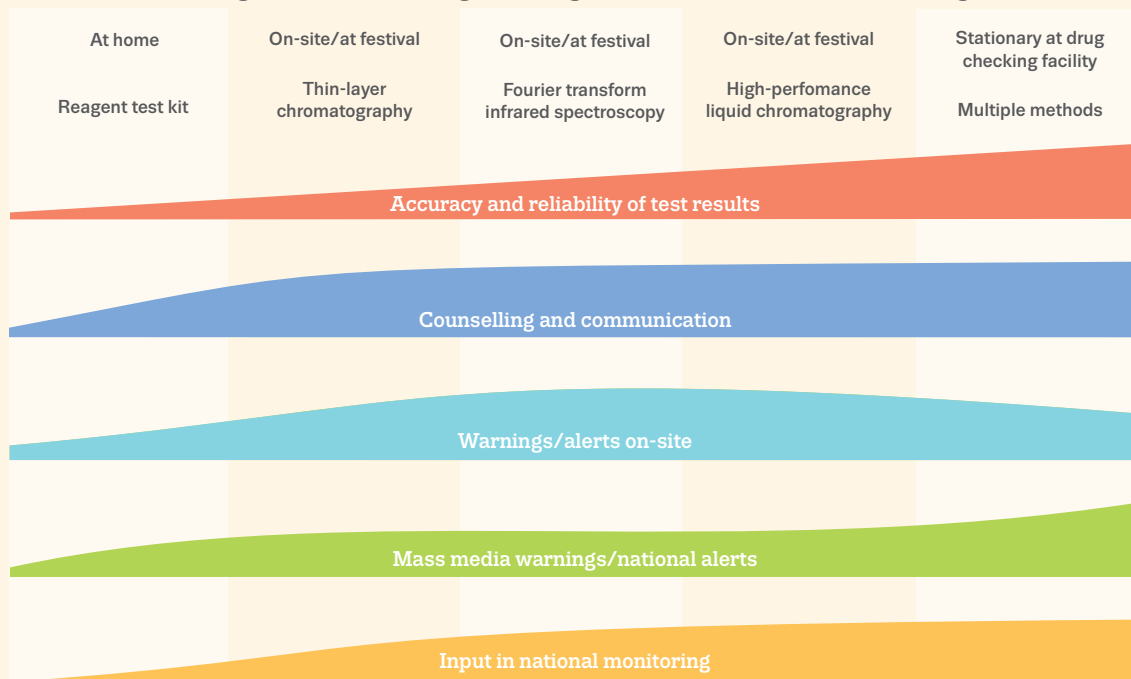 At home
Reagent test kit
On-site/at festival
Thin-layer
chromatography
On-site/at festival
Fourier transform
infrared spectroscopy
On-site/at festival
High-perfomance
liquid chromatography
Stationary at drug
checking facility
Multiple methods
Accuracy and reliability of test results
Counselling and communication
Warnings/alerts on-site
Mass media warnings/national alerts
Input in national monitoring